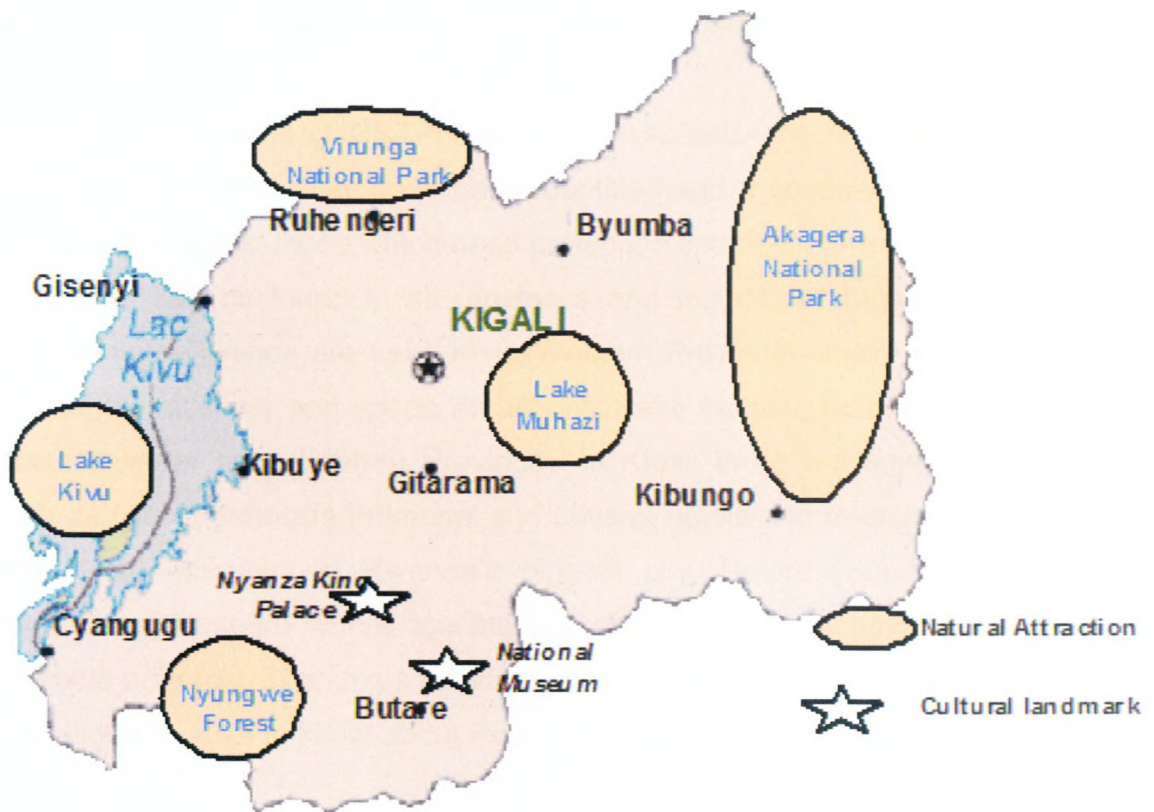 Virunga
National Park
Ruhengeri
Byumba
Akagera
National
Park
Gisenyi
Lac
Kivu
KIGALI
Lake
Muhazi
Lake
Kivu
Kibuye
Gitarama
Kibungo
Nyanza King
Palace
Cyangugu
National
Museum
Nyungwe
Forest
Butare
Natural Attraction
Cultural landmark